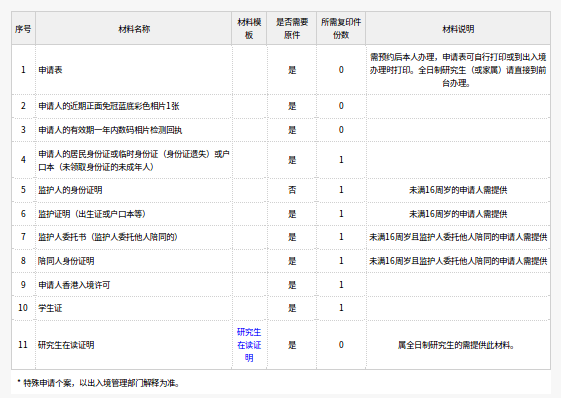 序号 材料名称 材料模板 是否需要原件 所需复印件份数 材料说明
1 申请表 是 0 需预约后本人办理，申请表可自行打印或到出入境办理时打印。全日制研究生（或家属）请直接到前台办理。
2 申请人的近期正面免冠蓝底彩色相片1张 是 0
3 申请人的有效期一年内数码相片检测回执 是 0
4 申请人的居民身份证或临时身份证（身份证遗失）或户口本（未领取身份证的未成年人） 是 1
5 监护人的身份证明 否 1 未满16周岁的申请人需提供
6 监护证明（出生证或户口本等） 是 1 未满16周岁的申请人需提供
7 监护人委托书（监护人委托他人陪同的） 是 1 未满16周岁且监护人委托他人陪同的申请人需提供
8 陪同人身份证明 是 1 未满16周岁且监护人委托他人陪同的申请人需提供
9 申请人香港入境许可 是 1
10 学生证 是 1
11 研究生在读证明 研究生在读证明 是 0 属全日制研究生的需提供此材料。
* 特殊申请个案，以出入境管理部门解释为准。